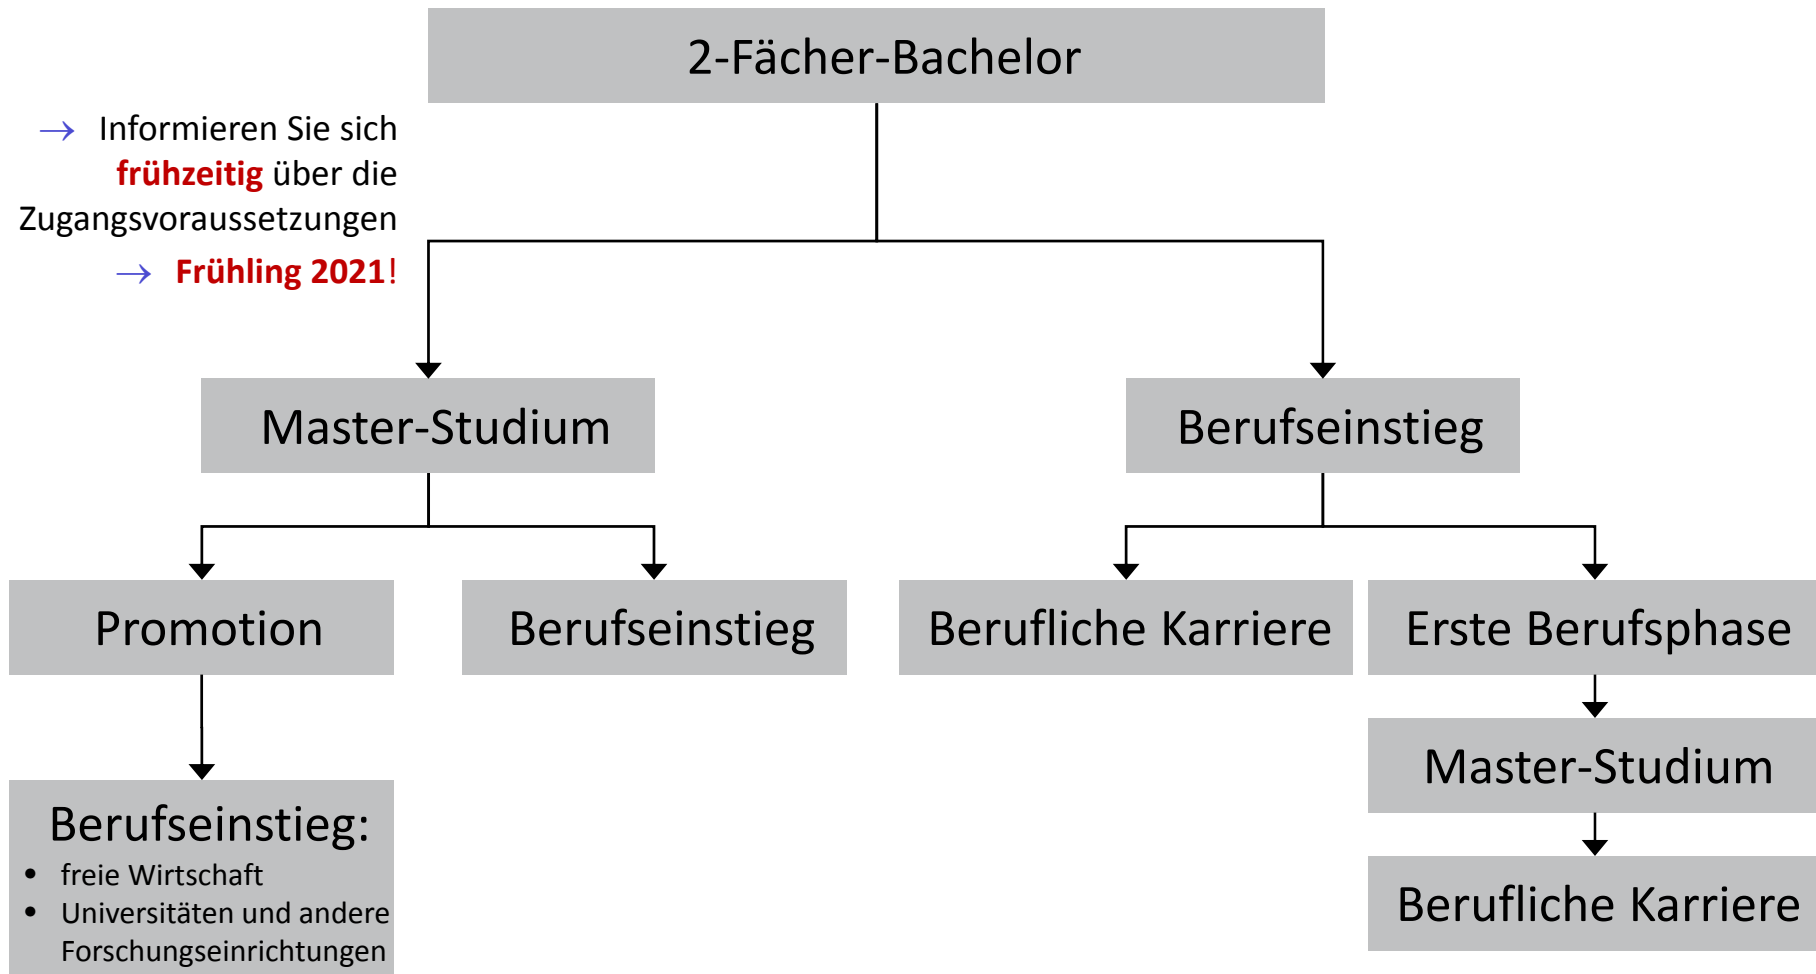 2-Fächer-Bachelor
→ Informieren Sie sich
frühzeitig über die
Zugangsvoraussetzungen
→ Frühling 2021!
Master-Studium
Berufseinstieg
Promotion
Berufseinstieg
Berufliche Karriere
Erste Berufsphase
Master-Studium
Berufseinstieg:
• freie Wirtschaft
• Universitäten und andere
Forschungseinrichtungen
Berufliche Karriere